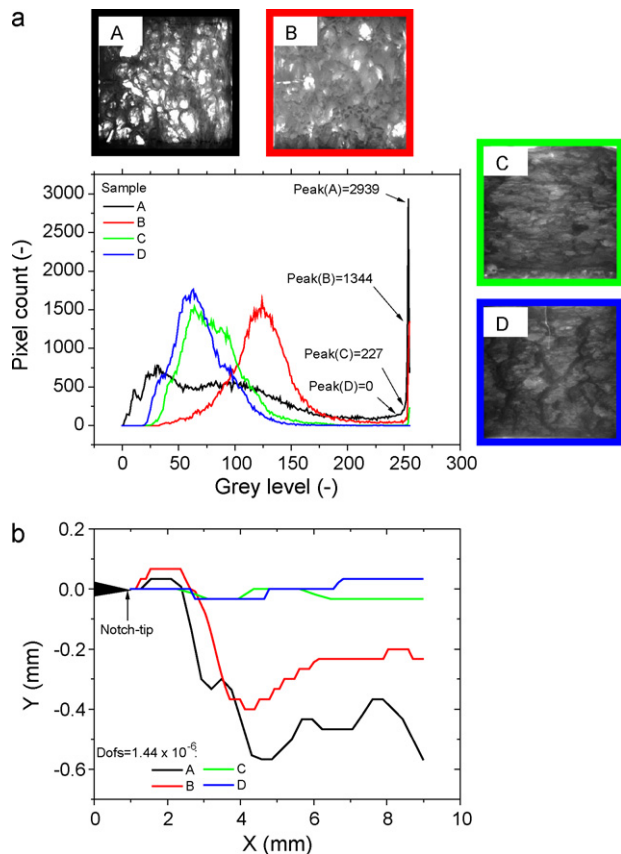 a
A
B
C
D
Sample
A
B
C
D
Peak(A)=2939
Peak(B)=1344
Peak(C)=227
Peak(D)=0
3000
2500
2000
1500
1000
500
0
Pixel count (-)
0 50 100 150 200 250 300
Grey level (-)
b
0.2
0.0
-0.2
-0.4
-0.6
Y (mm)
Notch-tip
Dofs=1.44 x 10⁻⁶:
A C
B D
0 2 4 6 8 10
X (mm)